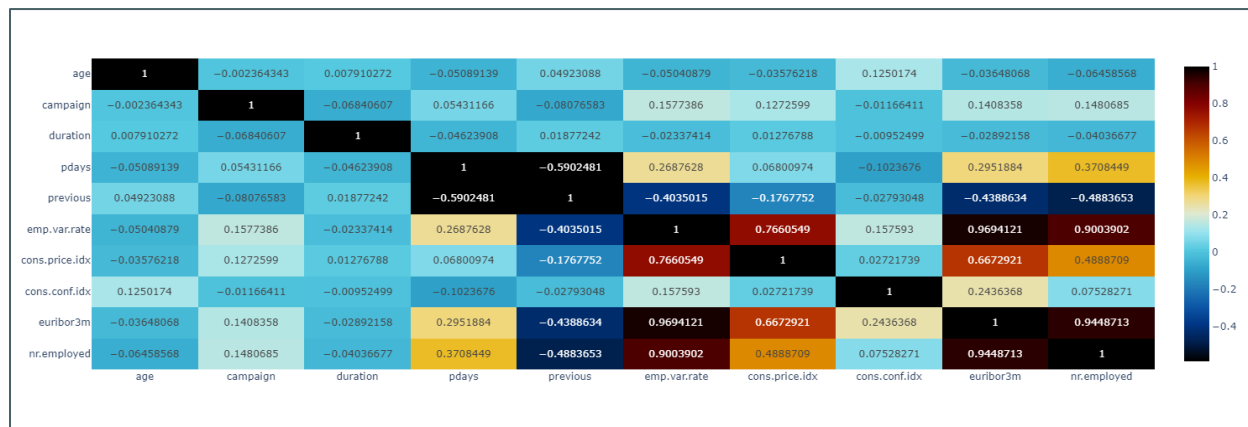 age 1 −0.002364343 0.007910272 −0.05089139 0.04923088 −0.05040879 −0.03576218 0.1250174 −0.03648068 −0.06458568
campaign −0.002364343 1 −0.06840607 0.05431166 −0.08076583 0.1577386 0.1272599 −0.01166411 0.1408358 0.1480685
duration 0.007910272 −0.06840607 1 −0.04623908 0.01877242 −0.02337414 0.01276788 −0.00952499 −0.02892158 −0.04036677
pdays −0.05089139 0.05431166 −0.04623908 1 −0.5902481 0.2687628 0.06800974 −0.1023676 0.2951884 0.3708449
previous 0.04923088 −0.08076583 0.01877242 −0.5902481 1 −0.4035015 −0.1767752 −0.02793048 −0.4388634 −0.4883653
emp.var.rate −0.05040879 0.1577386 −0.02337414 0.2687628 −0.4035015 1 0.7660549 0.157593 0.9694121 0.9003902
cons.price.idx −0.03576218 0.1272599 0.01276788 0.06800974 −0.1767752 0.7660549 1 0.02721739 0.6672921 0.4888709
cons.conf.idx 0.1250174 −0.01166411 −0.00952499 −0.1023676 −0.02793048 0.157593 0.02721739 1 0.2436368 0.07528271
euribor3m −0.03648068 0.1408358 −0.02892158 0.2951884 −0.4388634 0.9694121 0.6672921 0.2436368 1 0.9448713
nr.employed −0.06458568 0.1480685 −0.04036677 0.3708449 −0.4883653 0.9003902 0.4888709 0.07528271 0.9448713 1
age campaign duration pdays previous emp.var.rate cons.price.idx cons.conf.idx euribor3m nr.employed
1
0.8
0.6
0.4
0.2
0
−0.2
−0.4